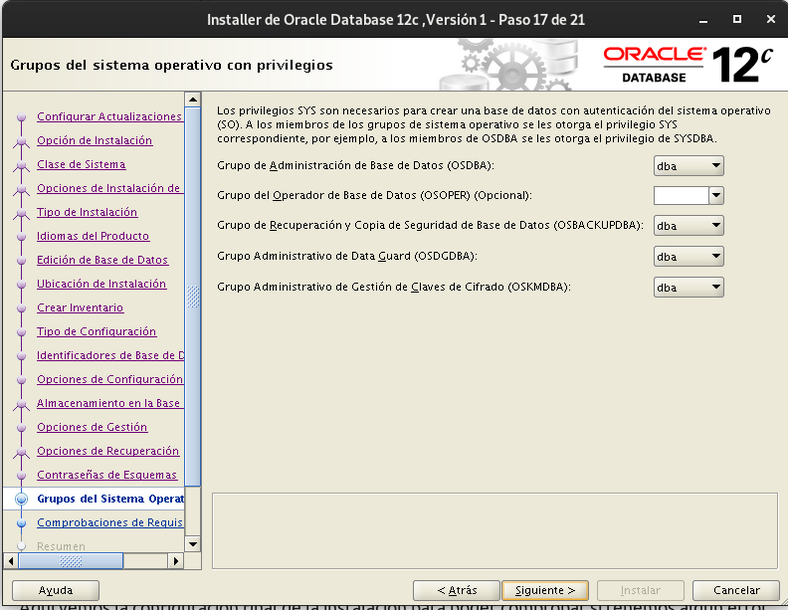 Installer de Oracle Database 12c ,Versión 1 - Paso 17 de 21
Grupos del sistema operativo con privilegios
ORACLE
DATABASE
12c
Configurar Actualizaciones
Opción de Instalación
Clase de Sistema
Opciones de Instalación de
Tipo de Instalación
Idiomas del Producto
Edición de Base de Datos
Ubicación de Instalación
Crear Inventario
Tipo de Configuración
Identificadores de Base de D
Opciones de Configuración
Almacenamiento en la Base
Opciones de Gestión
Opciones de Recuperación
Contraseñas de Esquemas
Grupos del Sistema Operat
Comprobaciones de Requis
Resumen
Los privilegios SYS son necesarios para crear una base de datos con autenticación del sistema operativo
(SO). A los miembros de los grupos de sistema operativo se les otorga el privilegio SYS
correspondiente, por ejemplo, a los miembros de OSDBA se les otorga el privilegio de SYSDBA.
Grupo de Administración de Base de Datos (OSDBA): dba
Grupo del Operador de Base de Datos (OSOPER) (Opcional):
Grupo de Recuperación y Copia de Seguridad de Base de Datos (OSBACKUPDBA): dba
Grupo Administrativo de Data Guard (OSDGDBA): dba
Grupo Administrativo de Gestión de Claves de Cifrado (OSKMDBA): dba
Ayuda
< Atrás
Siguiente >
Instalar
Cancelar